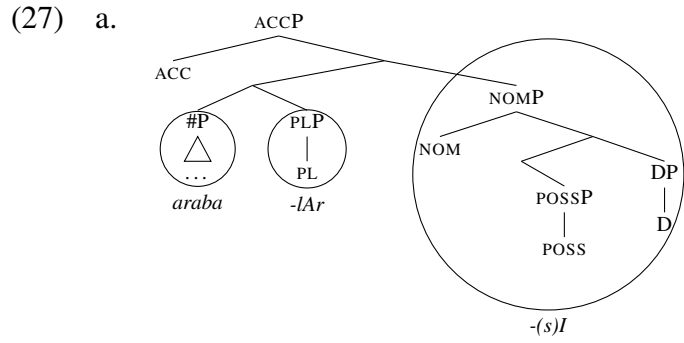 (27) a.
ACCP
ACC
NOMP
#P
PLP
NOM
...
PL
DP
araba
-lAr
POSSP
D
POSS
-(s)I